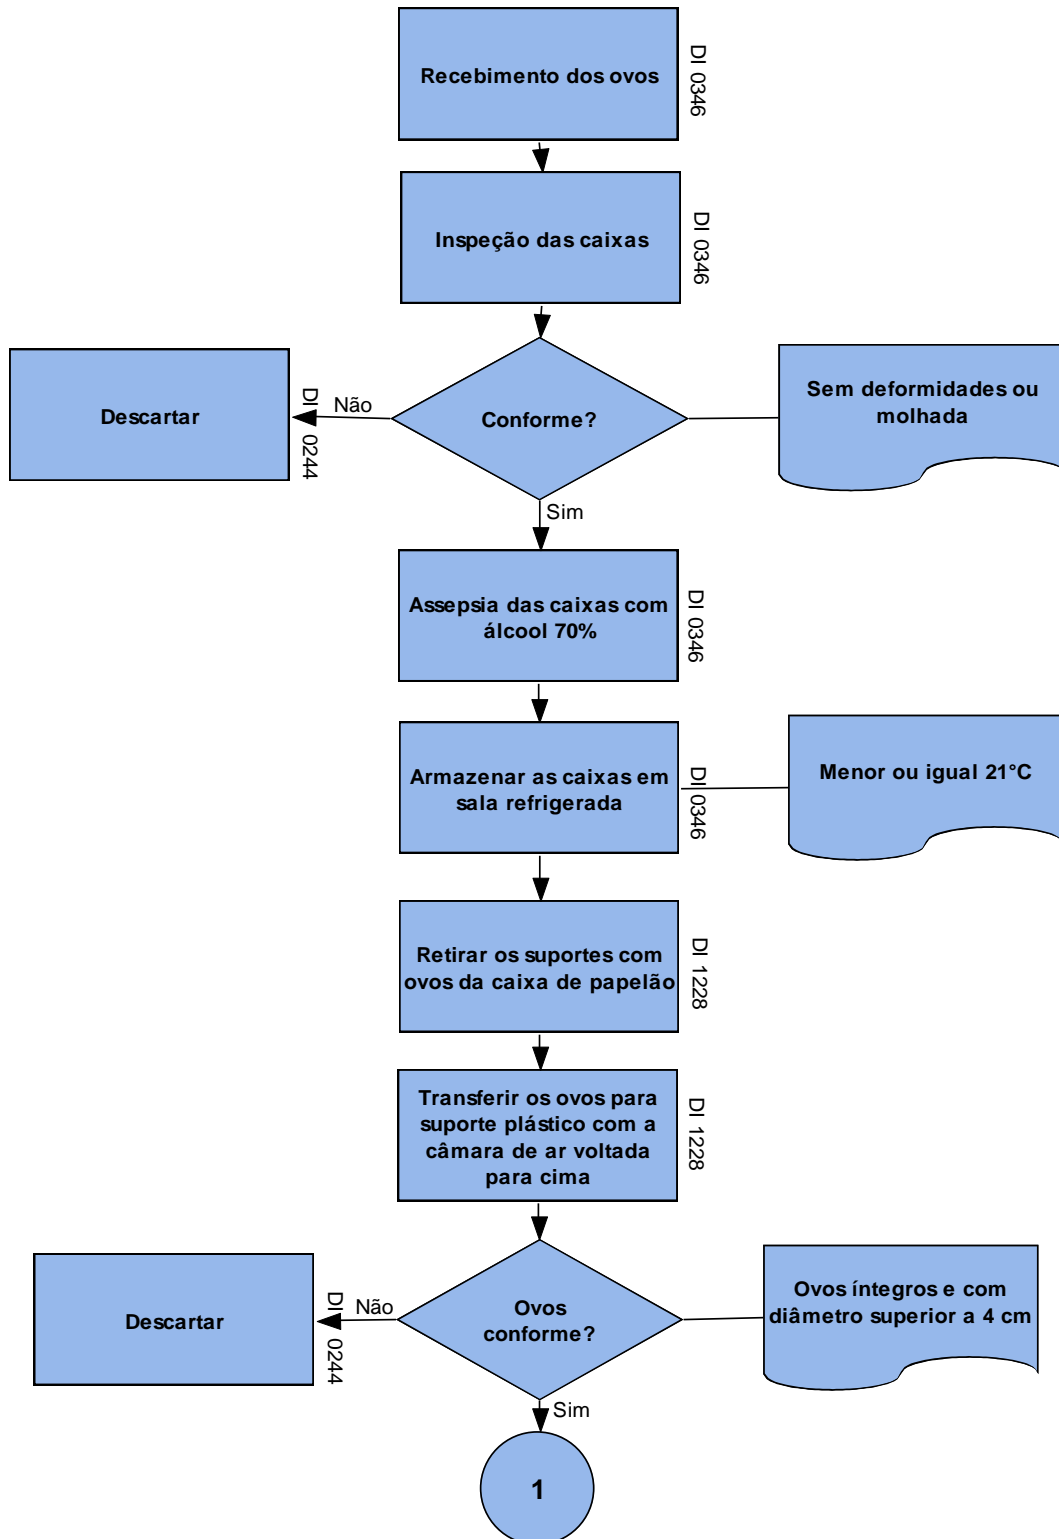 Recebimento dos ovos
DI 0346
Inspeção das caixas
DI 0346
Descartar
DI 0244
Não
Conforme?
Sem deformidades ou
molhada
Sim
Assepsia das caixas com
álcool 70%
DI 0346
Armazenar as caixas em
sala refrigerada
DI 0346
Menor ou igual 21°C
Retirar os suportes com
ovos da caixa de papelão
DI 1228
Transferir os ovos para
suporte plástico com a
câmara de ar voltada
para cima
DI 1228
Descartar
DI 0244
Não
Ovos
conforme?
Ovos íntegros e com
diâmetro superior a 4 cm
Sim
1